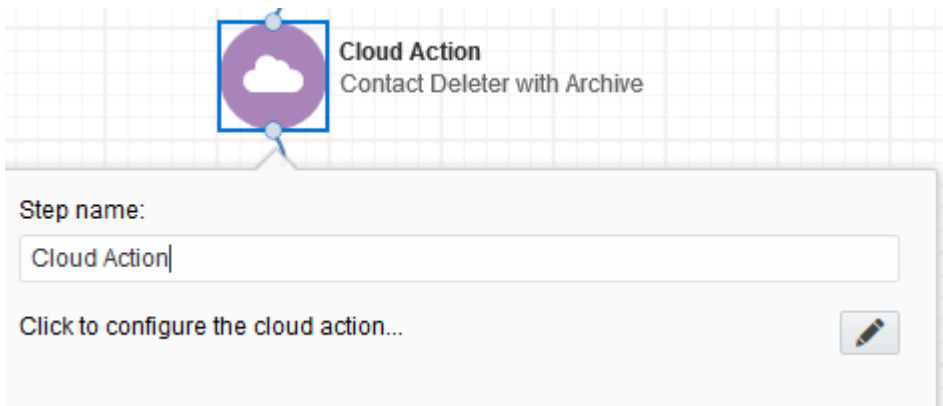 Cloud Action
Contact Deleter with Archive
Step name:
Cloud Action
Click to configure the cloud action...